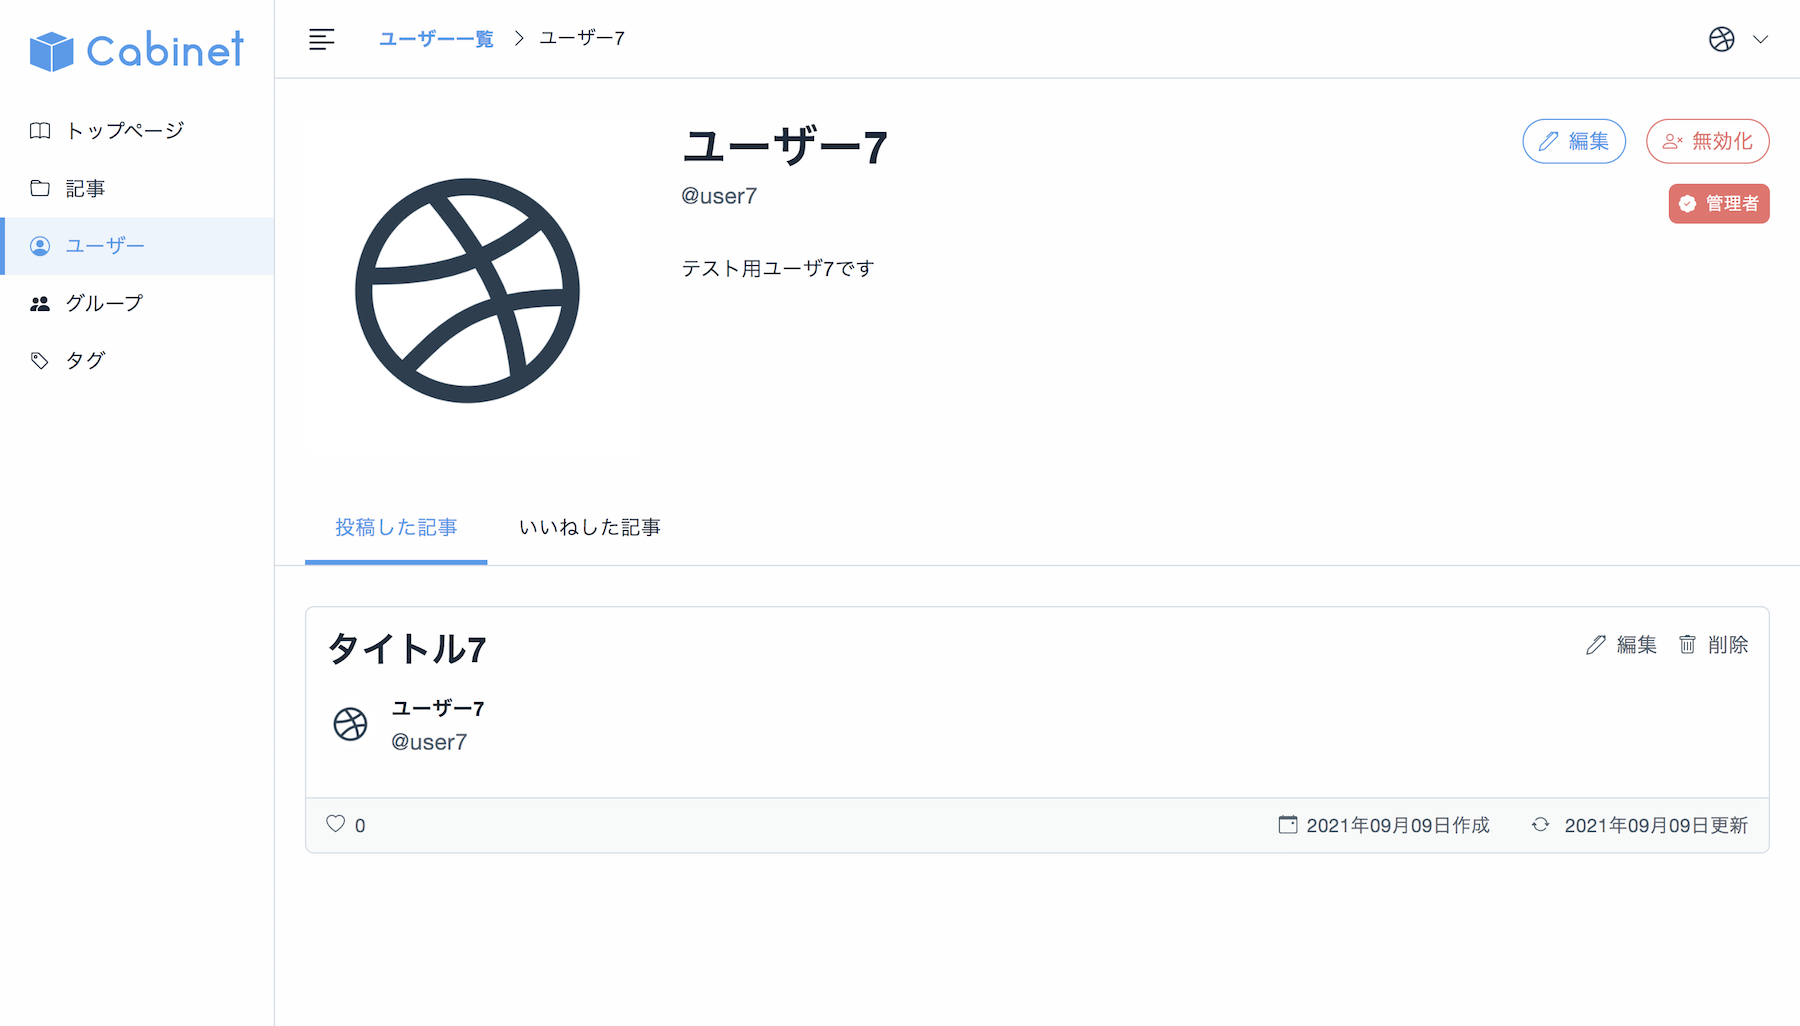 Cabinet
トップページ
記事
ユーザー
グループ
タグ
ユーザー一覧 > ユーザー7
ユーザー7
@user7
テスト用ユーザ7です
編集
無効化
管理者
投稿した記事
いいねした記事
タイトル7
編集
削除
ユーザー7
@user7
0
2021年09月09日作成
2021年09月09日更新